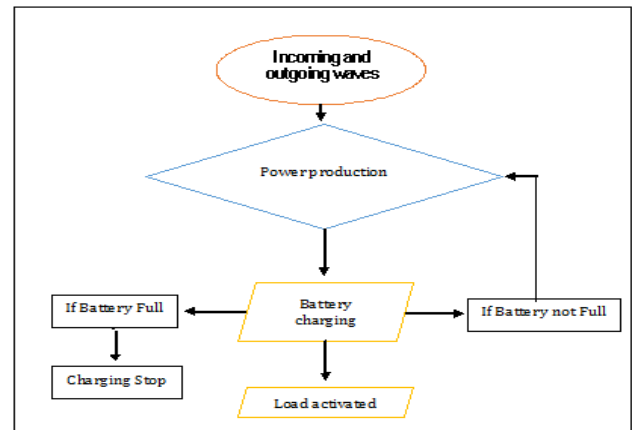 Incoming and
outgoing waves
Power production
If Battery Full
Battery
charging
If Battery not Full
Charging Stop
Load activated